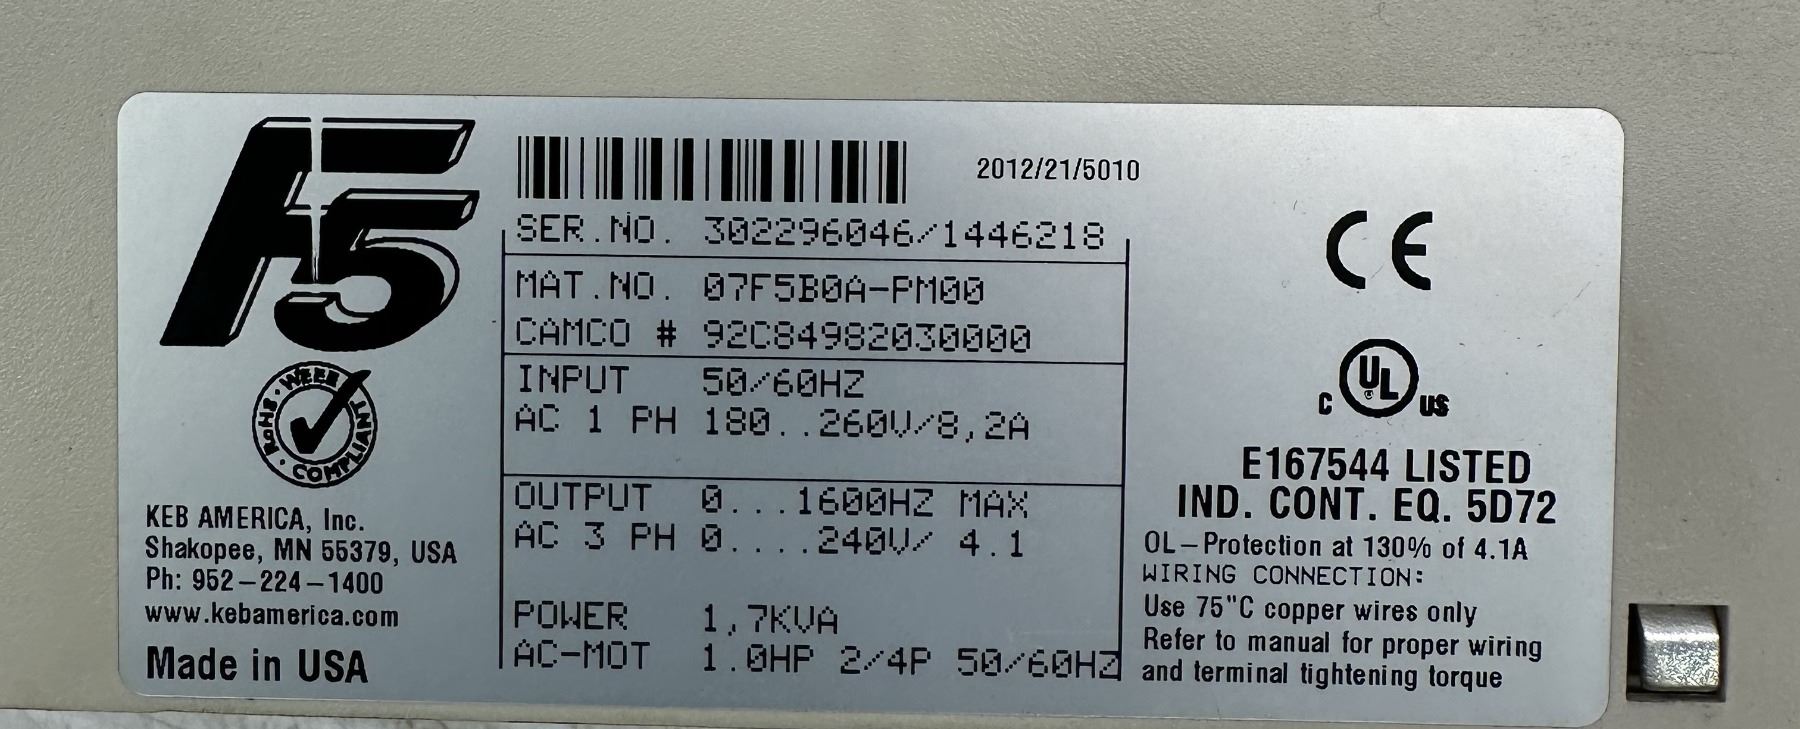 F5
2012/21/5010
SER.NO. 302296046/1446218
MAT.NO. 07F5B0A-PM00
CAMCO # 92C84982030000
INPUT 50/60HZ
AC 1 PH 180..260V/8,2A
OUTPUT 0...1600HZ MAX
AC 3 PH 0....240V/ 4.1
POWER 1,7KVA
AC-MOT 1.0HP 2/4P 50/60HZ
RoHS · WEEE · COMPLIANT
KEB AMERICA, Inc.
Shakopee, MN 55379, USA
Ph: 952-224-1400
www.kebamerica.com
Made in USA
CE
C UL® US
E167544 LISTED
IND. CONT. EQ. 5D72
OL-Protection at 130% of 4.1A
WIRING CONNECTION:
Use 75"C copper wires only
Refer to manual for proper wiring
and terminal tightening torque